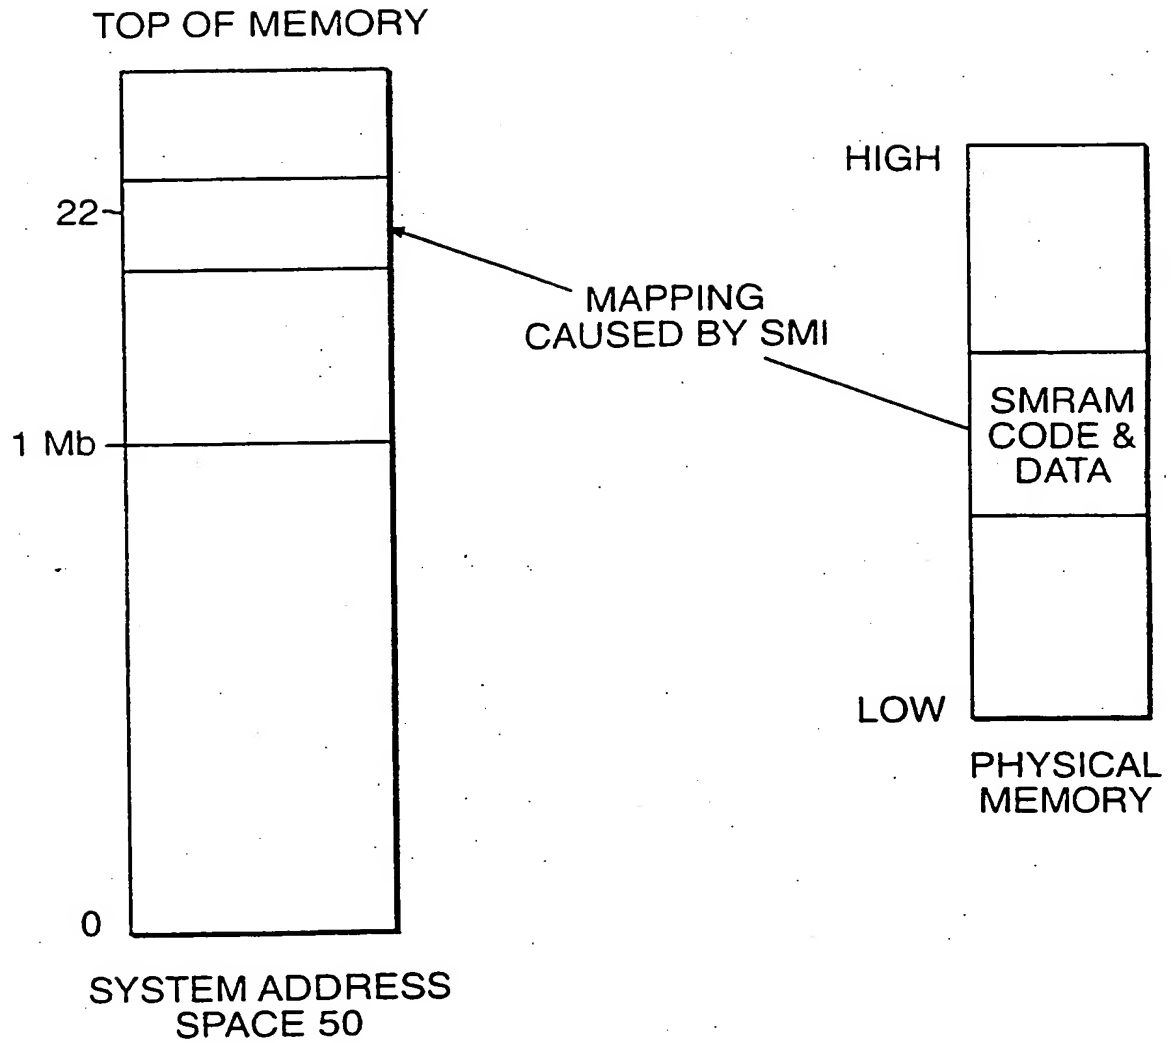 TOP OF MEMORY
22
1 Mb
0
SYSTEM ADDRESS
SPACE 50
MAPPING
CAUSED BY SMI
HIGH
SMRAM
CODE &
DATA
LOW
PHYSICAL
MEMORY